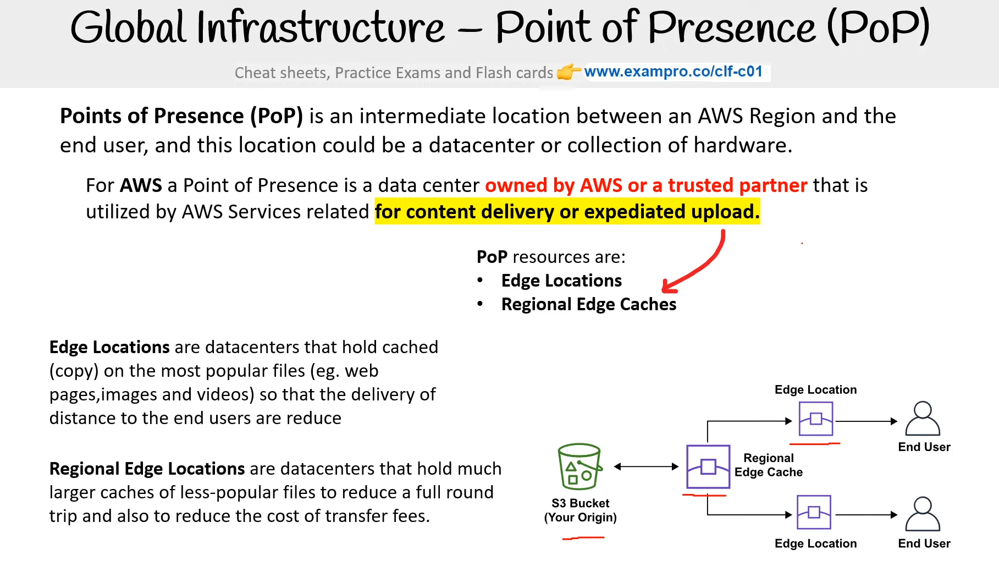 Global Infrastructure – Point of Presence (PoP)
Cheat sheets, Practice Exams and Flash cards 👉 www.exampro.co/clf-c01
Points of Presence (PoP) is an intermediate location between an AWS Region and the
end user, and this location could be a datacenter or collection of hardware.
For AWS a Point of Presence is a data center owned by AWS or a trusted partner that is
utilized by AWS Services related for content delivery or expediated upload.
PoP resources are:
• Edge Locations
• Regional Edge Caches
Edge Locations are datacenters that hold cached
(copy) on the most popular files (eg. web
pages,images and videos) so that the delivery of
distance to the end users are reduce
Regional Edge Locations are datacenters that hold much
larger caches of less-popular files to reduce a full round
trip and also to reduce the cost of transfer fees.
S3 Bucket
(Your Origin)
Regional
Edge Cache
Edge Location
End User
Edge Location
End User